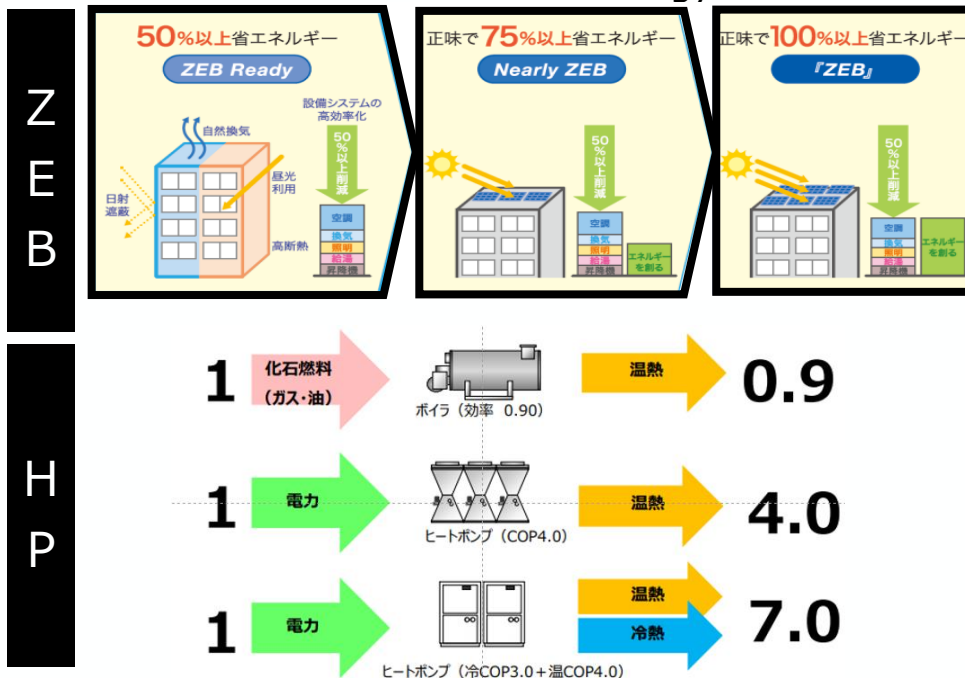 Z
E
B
50%以上省エネルギー
ZEB Ready
設備システムの
高効率化
自然換気
昼光
利用
日射
遮蔽
高断熱
50%以上削減
空調
換気
照明
給湯
昇降機
正味で75%以上省エネルギー
Nearly ZEB
50%以上削減
空調
換気
照明
給湯
昇降機
エネルギー
を創る
正味で100%以上省エネルギー
『ZEB』
50%以上削減
空調
換気
照明
給湯
昇降機
エネルギー
を創る
H
P
1
化石燃料
（ガス・油）
ボイラ（効率 0.90）
温熱
0.9
1
電力
ヒートポンプ（COP4.0）
温熱
4.0
1
電力
ヒートポンプ（冷COP3.0＋温COP4.0）
温熱
冷熱
7.0